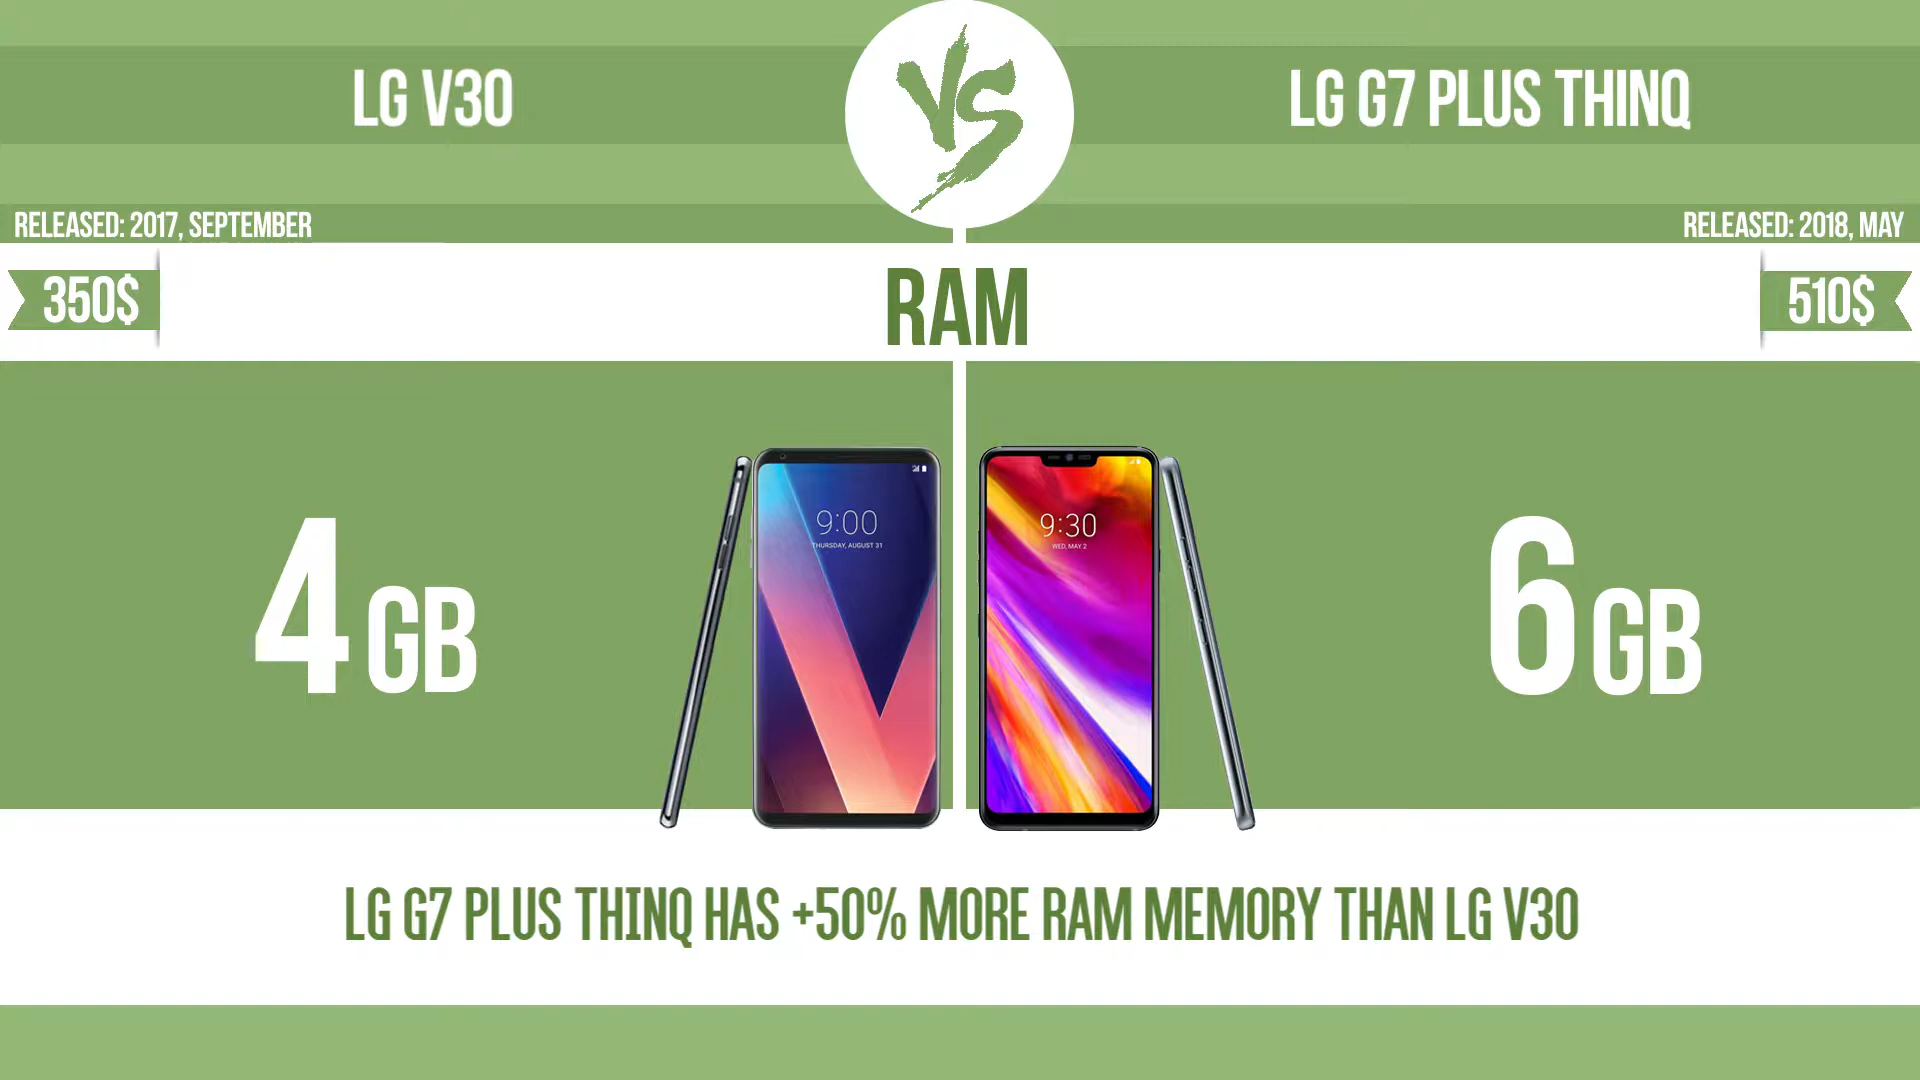 LG V30
VS
LG G7 PLUS THINQ
RELEASED: 2017, SEPTEMBER
RELEASED: 2018, MAY
350$
RAM
510$
9:00
THURSDAY, AUGUST 31
9:30
WED, MAY 2
4 GB
6 GB
LG G7 PLUS THINQ HAS +50% MORE RAM MEMORY THAN LG V30